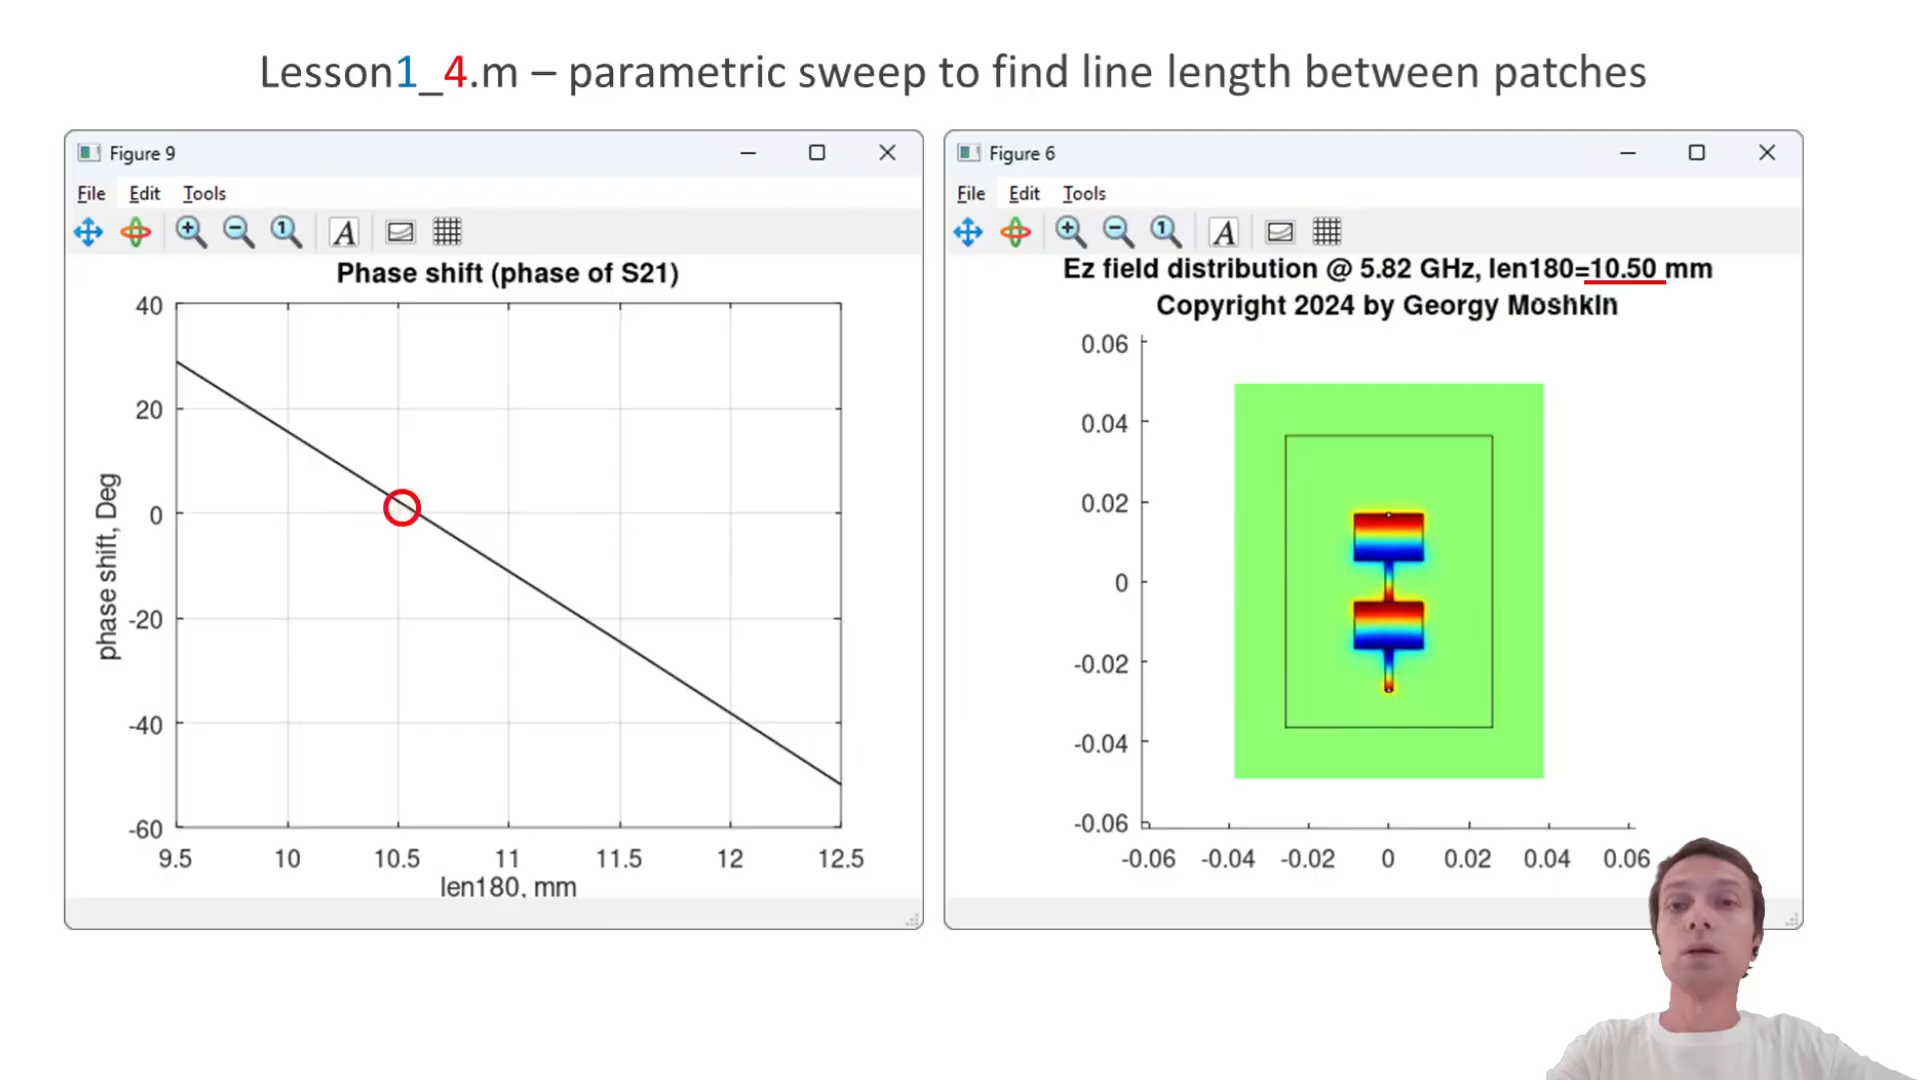 Lesson1_4.m – parametric sweep to find line length between patches
Figure 9
File Edit Tools
A
Phase shift (phase of S21)
40
20
0
-20
-40
-60
phase shift, Deg
9.5 10 10.5 11 11.5 12 12.5
len180, mm
Figure 6
File Edit Tools
A
Ez field distribution @ 5.82 GHz, len180=10.50 mm
Copyright 2024 by Georgy Moshkin
0.06
0.04
0.02
0
-0.02
-0.04
-0.06
-0.06 -0.04 -0.02 0 0.02 0.04 0.06